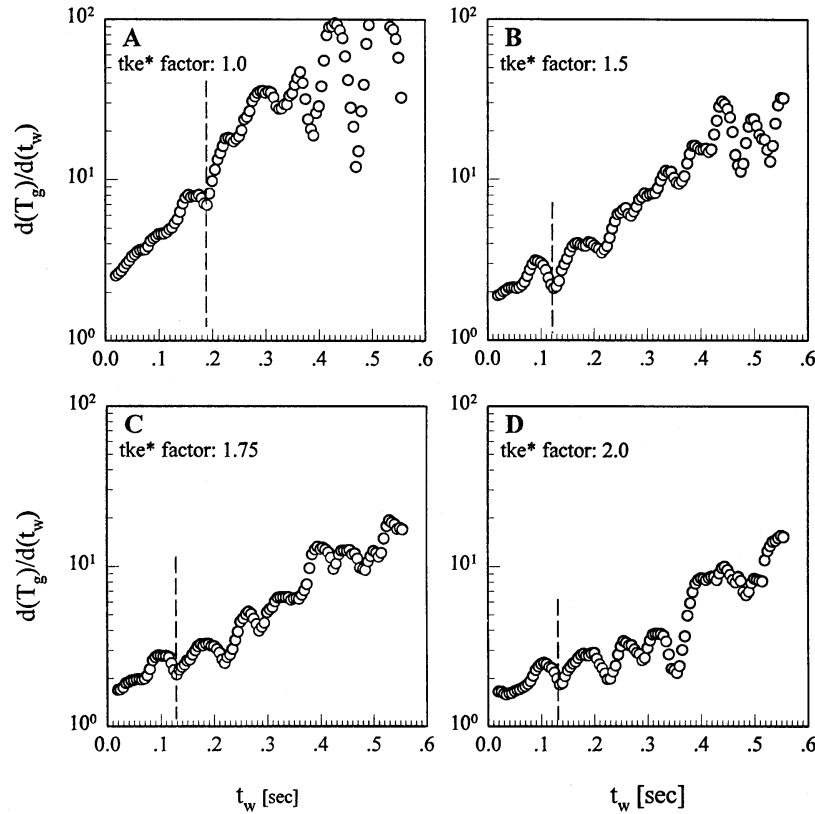 A
tke* factor: 1.0
B
tke* factor: 1.5
10²
10¹
10⁰
d(T_g)/d(t_w)
0.0 .1 .2 .3 .4 .5 .6
10²
10¹
10⁰
0.0 .1 .2 .3 .4 .5 .6
C
tke* factor: 1.75
D
tke* factor: 2.0
10²
10¹
10⁰
d(T_g)/d(t_w)
0.0 .1 .2 .3 .4 .5 .6
t_w [sec]
10²
10¹
10⁰
0.0 .1 .2 .3 .4 .5 .6
t_w [sec]